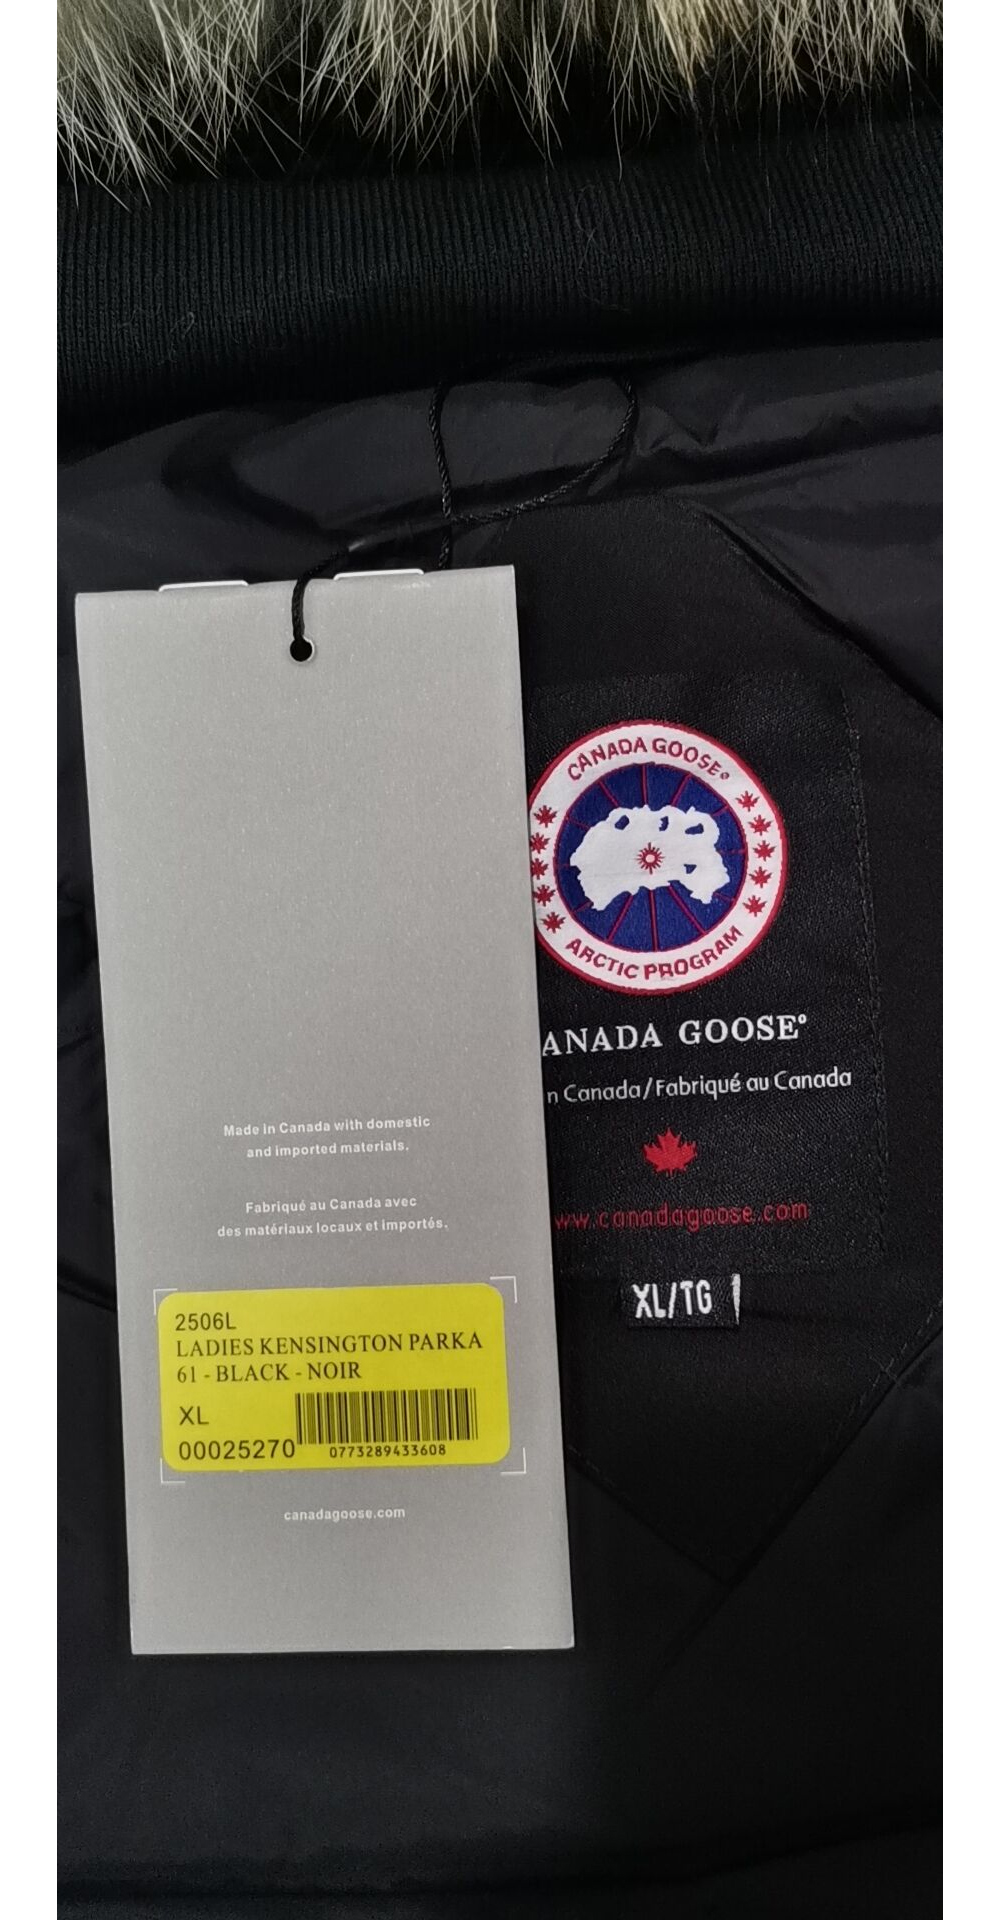 CANADA GOOSE®
ARCTIC PROGRAM
ANADA GOOSE®
n Canada/Fabriqué au Canada
ww.canadagoose.com
XL/TG
Made in Canada with domestic
and imported materials.
Fabriqué au Canada avec
des matériaux locaux et importés.
2506L
LADIES KENSINGTON PARKA
61 - BLACK - NOIR
XL
00025270
0773289433608
canadagoose.com